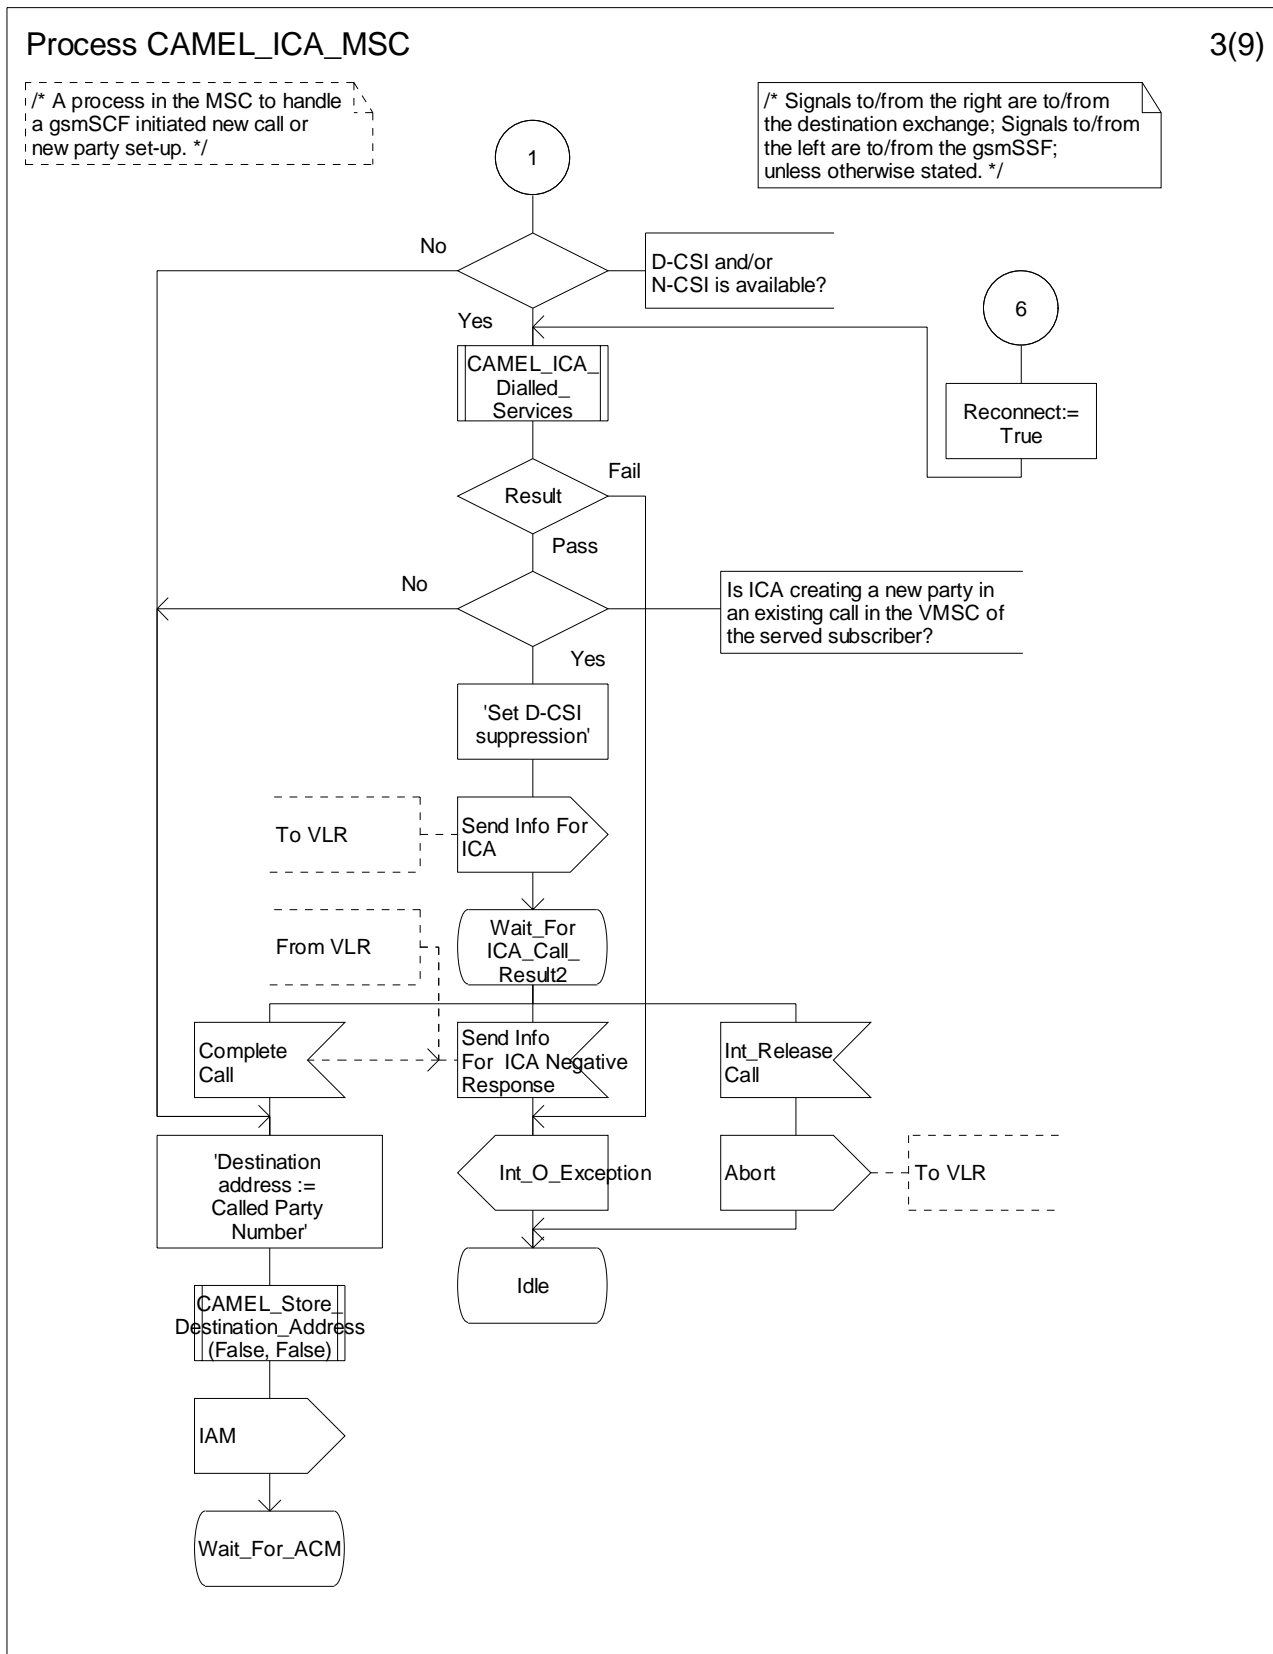 Process CAMEL_ICA_MSC
3(9)
/* A process in the MSC to handle
a gsmSCF initiated new call or
new party set-up. */
/* Signals to/from the right are to/from
the destination exchange; Signals to/from
the left are to/from the gsmSSF;
unless otherwise stated. */
1
No
D-CSI and/or
N-CSI is available?
6
Yes
CAMEL_ICA_
Dialled_
Services
Reconnect:=
True
Fail
Result
Pass
No
Is ICA creating a new party in
an existing call in the VMSC of
the served subscriber?
Yes
'Set D-CSI
suppression'
To VLR
Send Info For
ICA
From VLR
Wait_For
ICA_Call_
Result2
Complete
Call
Send Info
For ICA Negative
Response
Int_Release
Call
'Destination
address :=
Called Party
Number'
Int_O_Exception
Abort
To VLR
Idle
CAMEL_Store_
Destination_Address
(False, False)
IAM
Wait_For_ACM